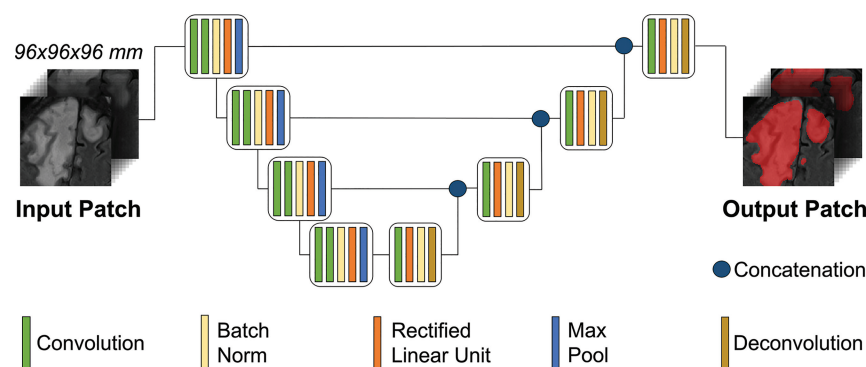 96x96x96 mm
Input Patch
Output Patch
Concatenation
Convolution
Batch
Norm
Rectified
Linear Unit
Max
Pool
Deconvolution